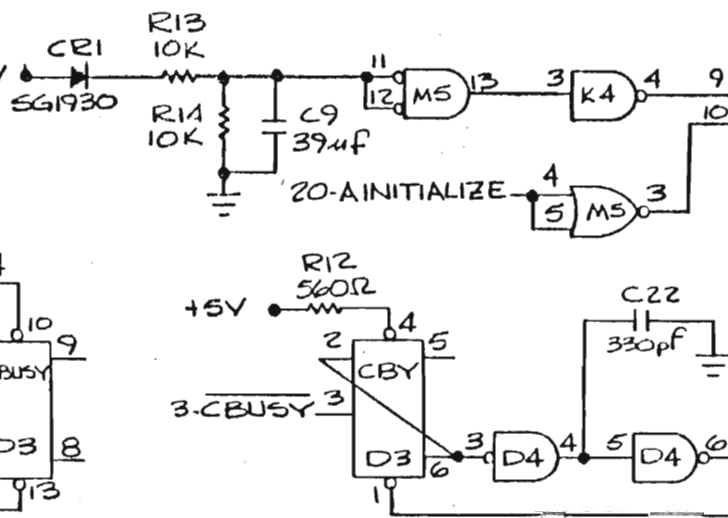 R13
CR1
10K
11
V
12
M5
13
3
K4
4
9
SG1930
R14
10K
C9
39uf
10
20-AINITIALIZE
4
5
M5
3
R12
560Ω
+5V
C22
330pf
10
9
BUSY
D3
8
13
4
2
CBY
5
3-CBUSY
3
D3
6
1
3
D4
4
5
D4
6